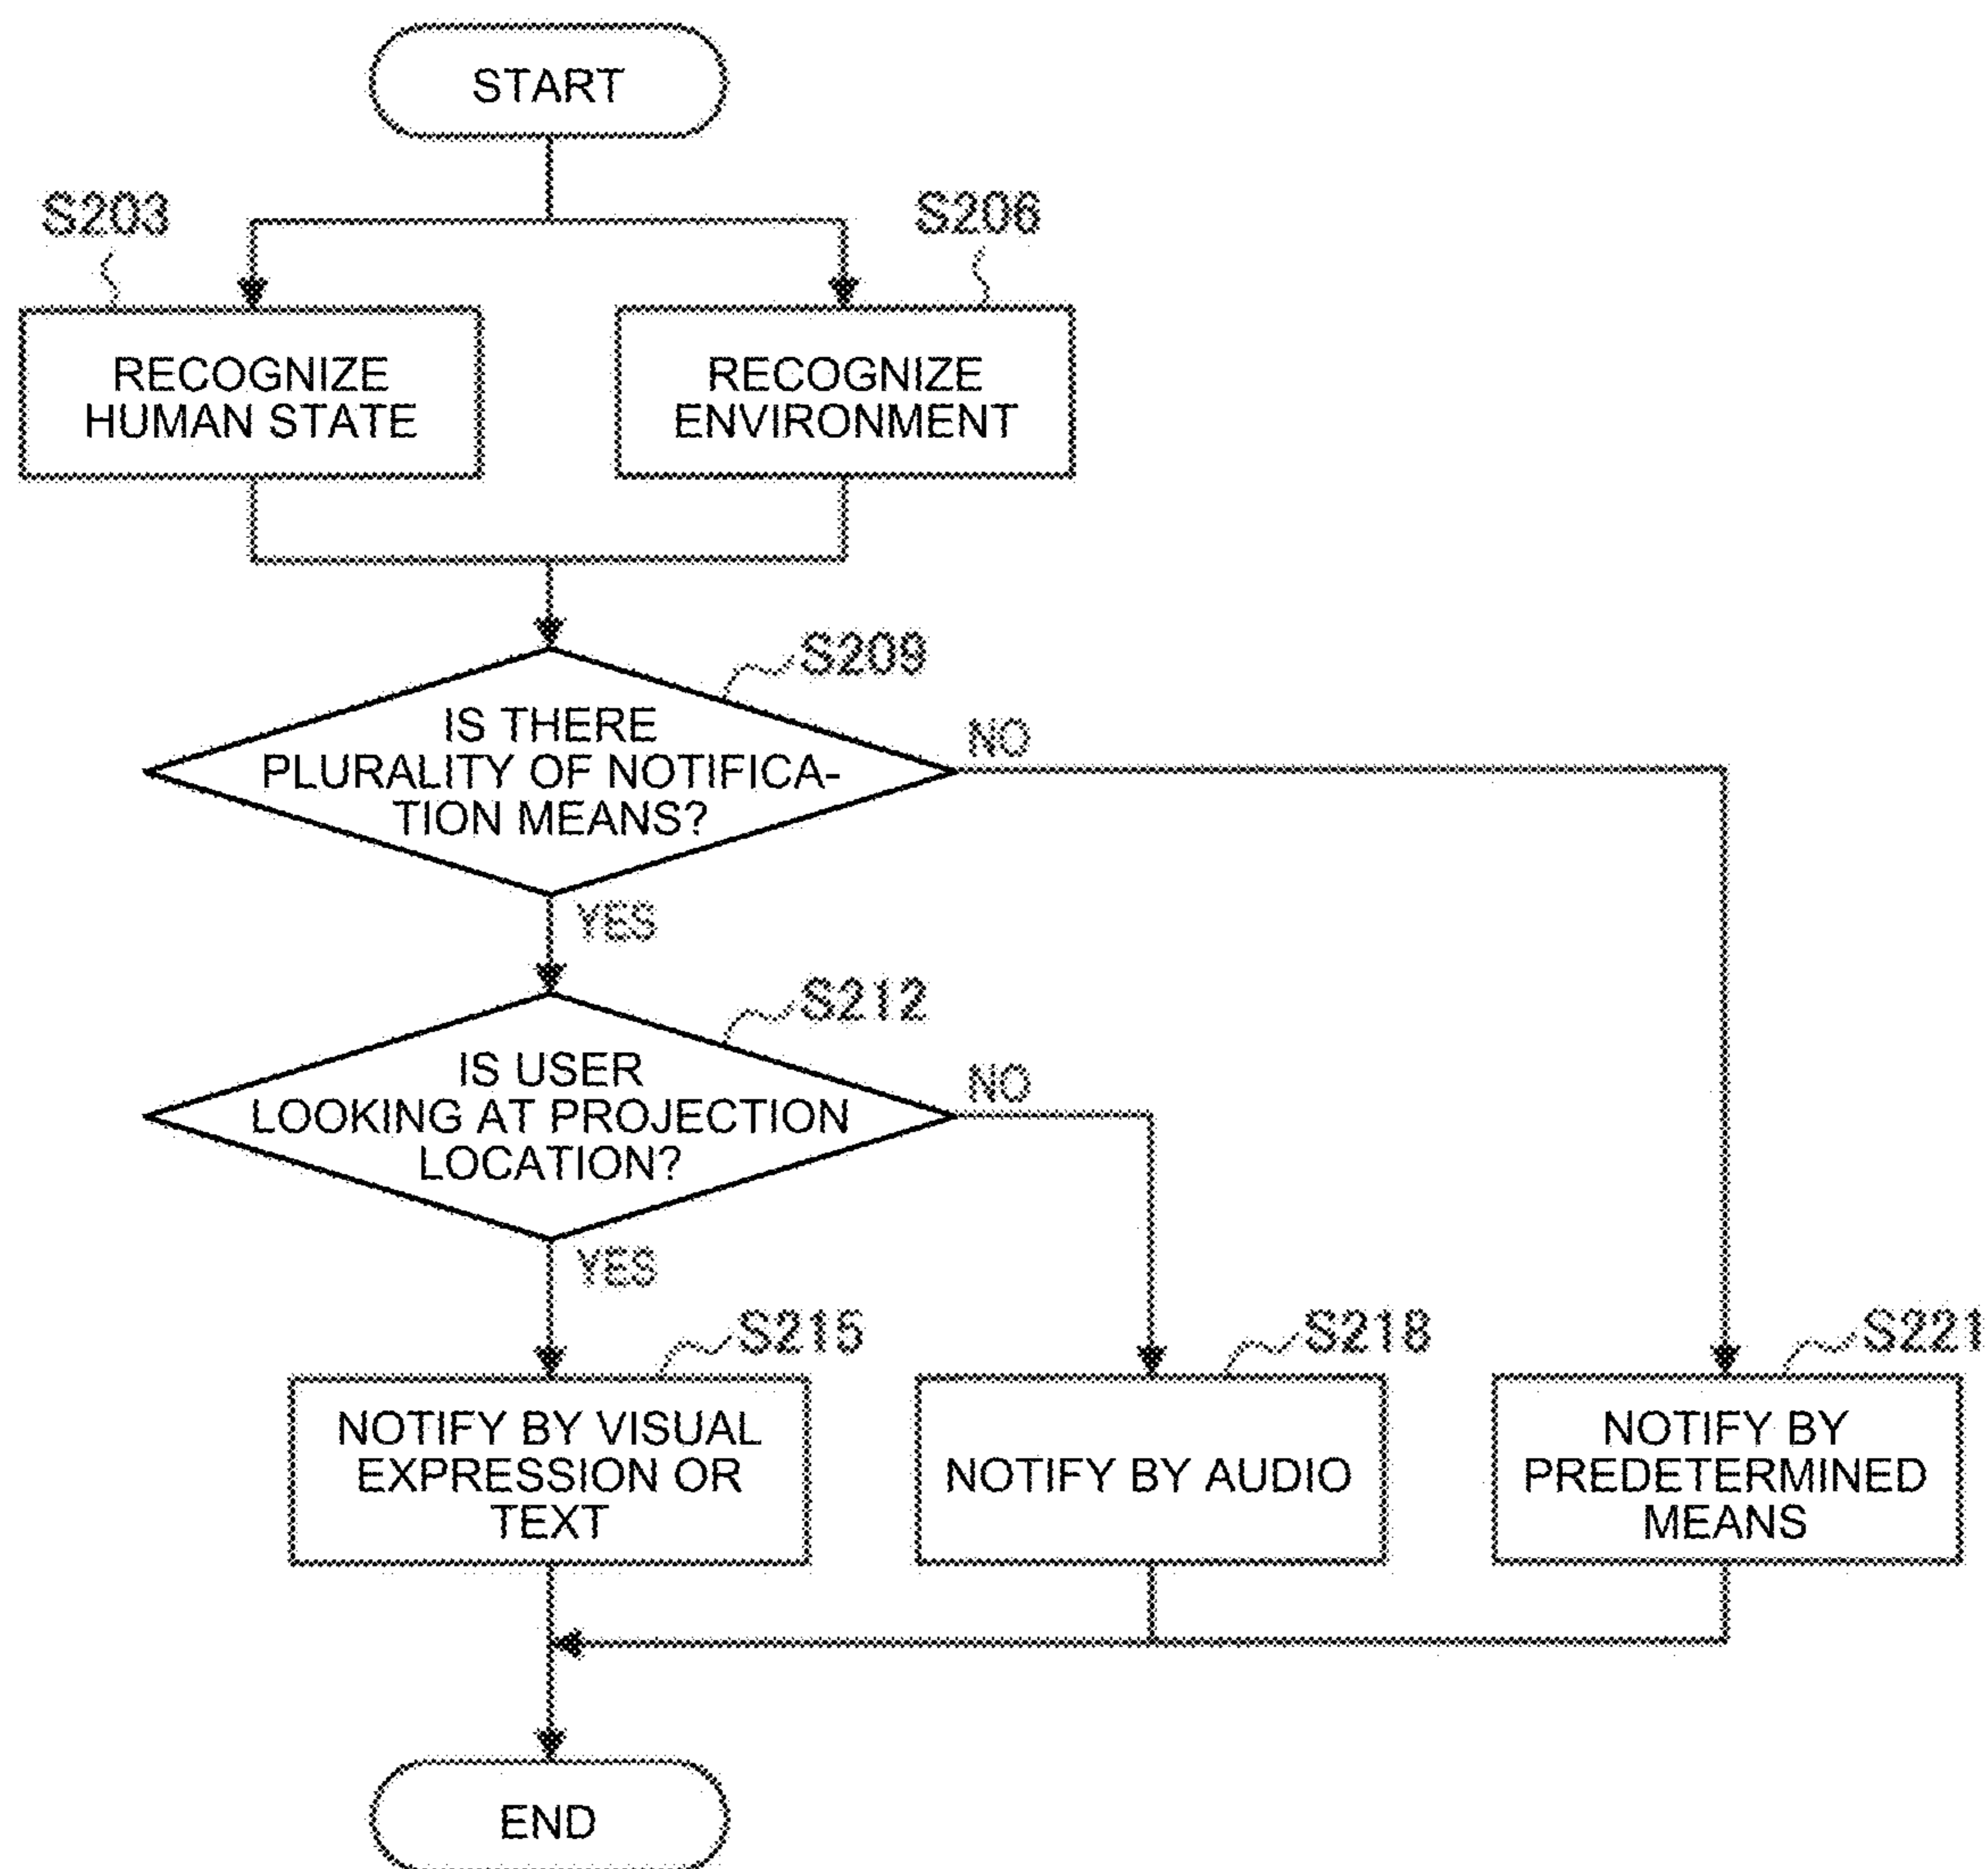 START
S203
S206
RECOGNIZE
HUMAN STATE
RECOGNIZE
ENVIRONMENT
S209
IS THERE
PLURALITY OF NOTIFICA-
TION MEANS?
NO
YES
S212
IS USER
LOOKING AT PROJECTION
LOCATION?
NO
YES
S215
S218
S221
NOTIFY BY VISUAL
EXPRESSION OR
TEXT
NOTIFY BY AUDIO
NOTIFY BY
PREDETERMINED
MEANS
END